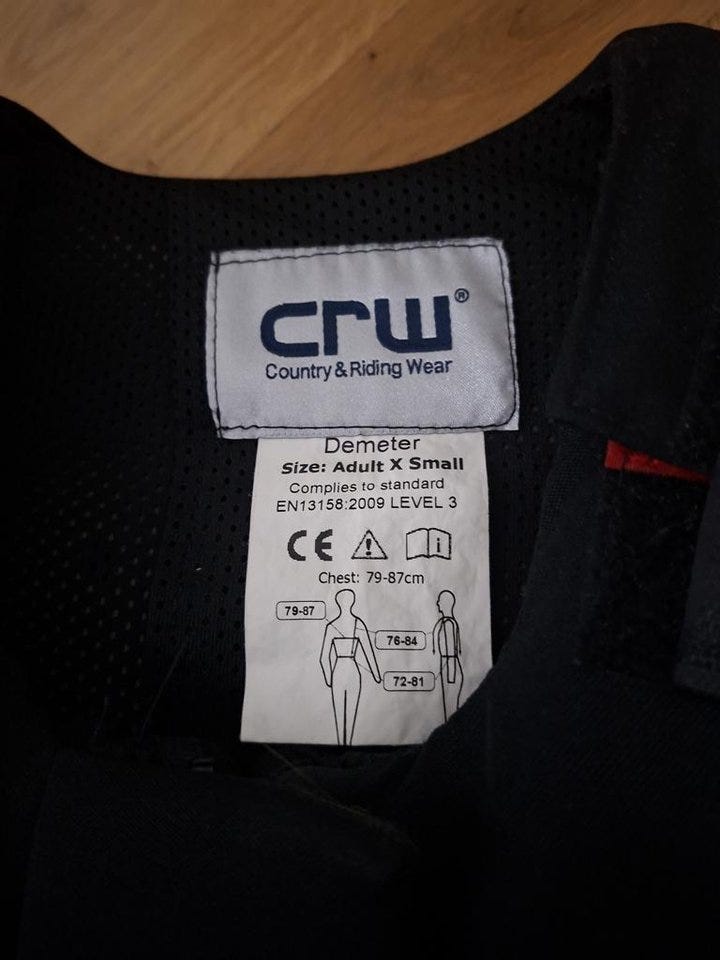 crw®
Country & Riding Wear
Demeter
Size: Adult X Small
Complies to standard
EN13158:2009 LEVEL 3
CE
Chest: 79-87cm
79-87
76-84
72-81